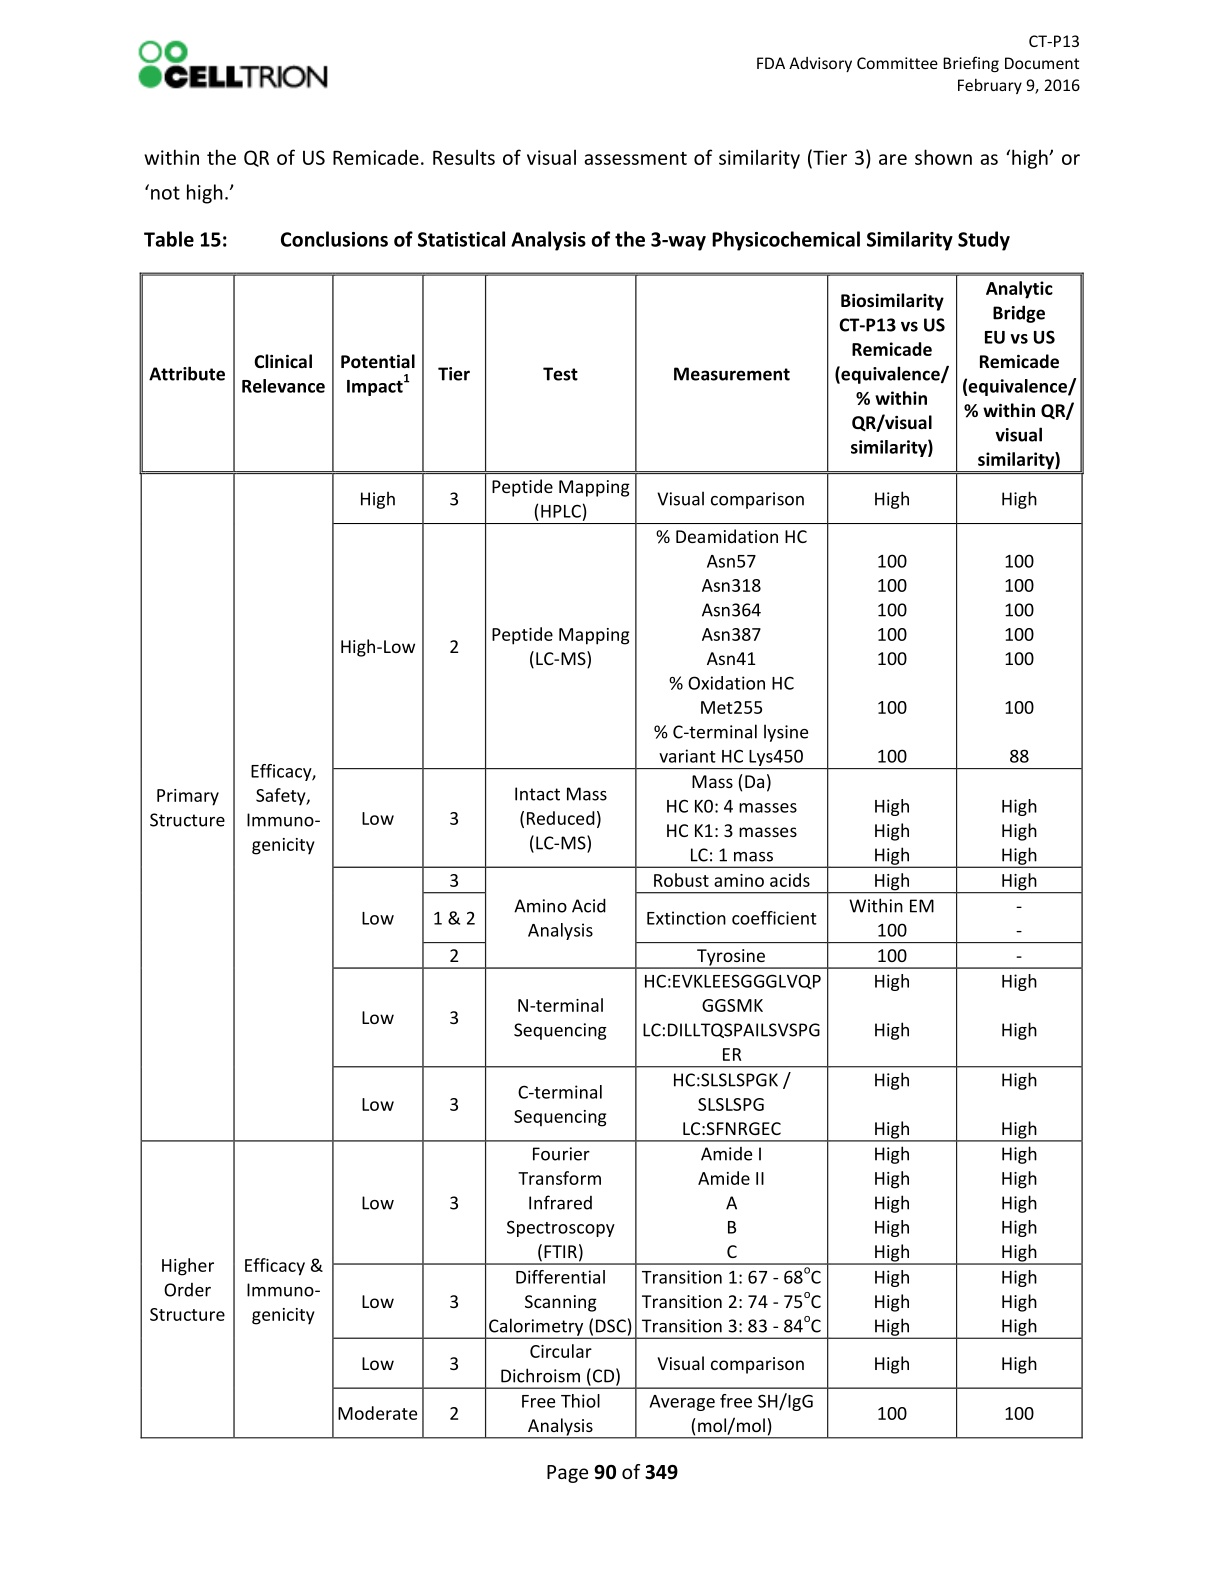 CELLTRION
CT-P13
FDA Advisory Committee Briefing Document
February 9, 2016
within the QR of US Remicade. Results of visual assessment of similarity (Tier 3) are shown as ‘high’ or
‘not high.’
Table 15: Conclusions of Statistical Analysis of the 3-way Physicochemical Similarity Study
Attribute
Clinical
Relevance
Potential
Impact1
Tier
Test
Measurement
Biosimilarity
CT-P13 vs US
Remicade
(equivalence/
% within
QR/visual
similarity)
Analytic
Bridge
EU vs US
Remicade
(equivalence/
% within QR/
visual
similarity)
Primary
Structure
Efficacy,
Safety,
Immuno-
genicity
High
3
Peptide Mapping
(HPLC)
Visual comparison
High
High
High-Low
2
Peptide Mapping
(LC-MS)
% Deamidation HC
Asn57 100 100
Asn318 100 100
Asn364 100 100
Asn387 100 100
Asn41 100 100
% Oxidation HC
Met255 100 100
% C-terminal lysine
variant HC Lys450 100 88
Low
3
Intact Mass
(Reduced)
(LC-MS)
Mass (Da)
HC K0: 4 masses High High
HC K1: 3 masses High High
LC: 1 mass High High
Low
Amino Acid
Analysis
3 Robust amino acids High High
1 & 2 Extinction coefficient
Within EM -
100 -
2 Tyrosine 100 -
Low
3
N-terminal
Sequencing
HC:EVKLEESGGGLVQP High High
GGSMK
LC:DILLTQSPAILSVSPG High High
ER
Low
3
C-terminal
Sequencing
HC:SLSLSPGK / High High
SLSLSPG
LC:SFNRGEC High High
Higher
Order
Structure
Efficacy &
Immuno-
genicity
Low
3
Fourier
Transform
Infrared
Spectroscopy
(FTIR)
Amide I High High
Amide II High High
A High High
B High High
C High High
Low
3
Differential
Scanning
Calorimetry (DSC)
Transition 1: 67 - 68°C High High
Transition 2: 74 - 75°C High High
Transition 3: 83 - 84°C High High
Low
3
Circular
Dichroism (CD)
Visual comparison
High
High
Moderate
2
Free Thiol
Analysis
Average free SH/IgG
(mol/mol)
100
100
Page 90 of 349